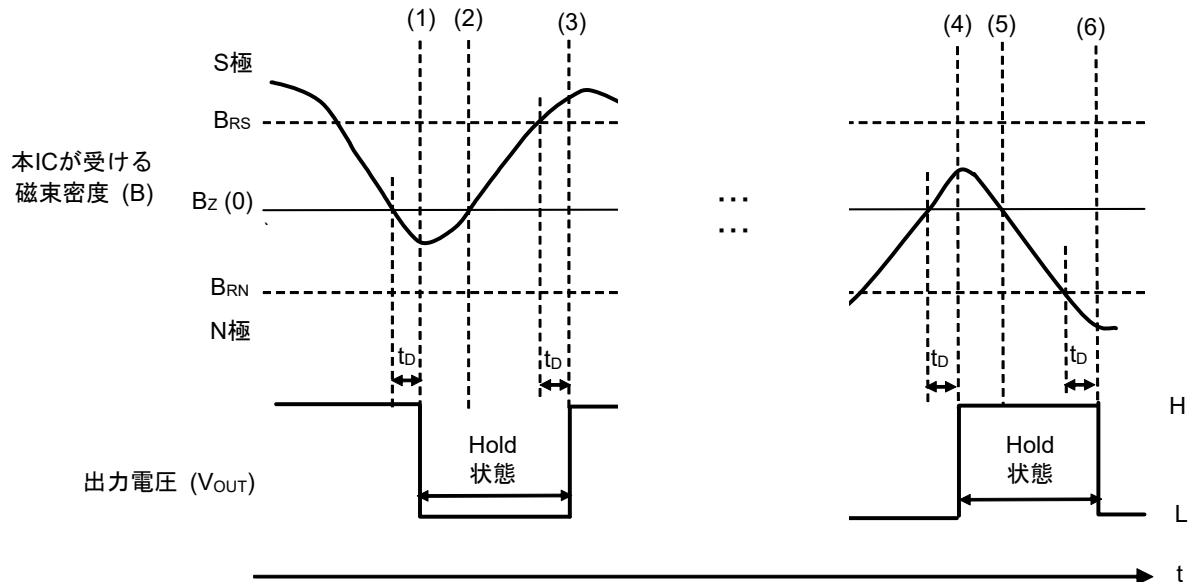 (1) (2) (3) (4) (5) (6)
S極
BRS
本ICが受ける
磁束密度 (B)
BZ (0)
...
...
BRN
N極
tD tD tD tD
H
Hold
状態
Hold
状態
出力電圧 (VOUT)
L
t